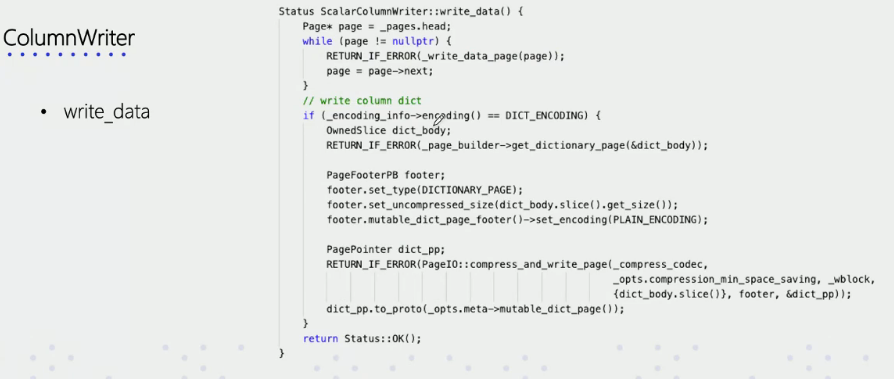 ColumnWriter
• write_data
Status ScalarColumnWriter::write_data() {
    Page* page = _pages.head;
    while (page != nullptr) {
        RETURN_IF_ERROR(_write_data_page(page));
        page = page->next;
    }
    // write column dict
    if (_encoding_info->encoding() == DICT_ENCODING) {
        OwnedSlice dict_body;
        RETURN_IF_ERROR(_page_builder->get_dictionary_page(&dict_body));

        PageFooterPB footer;
        footer.set_type(DICTIONARY_PAGE);
        footer.set_uncompressed_size(dict_body.slice().get_size());
        footer.mutable_dict_page_footer()->set_encoding(PLAIN_ENCODING);

        PagePointer dict_pp;
        RETURN_IF_ERROR(PageIO::compress_and_write_page(_compress_codec,
                                                        _opts.compression_min_space_saving, _wblock,
                                                        {dict_body.slice()}, footer, &dict_pp));
        dict_pp.to_proto(_opts.meta->mutable_dict_page());
    }
    return Status::OK();
}